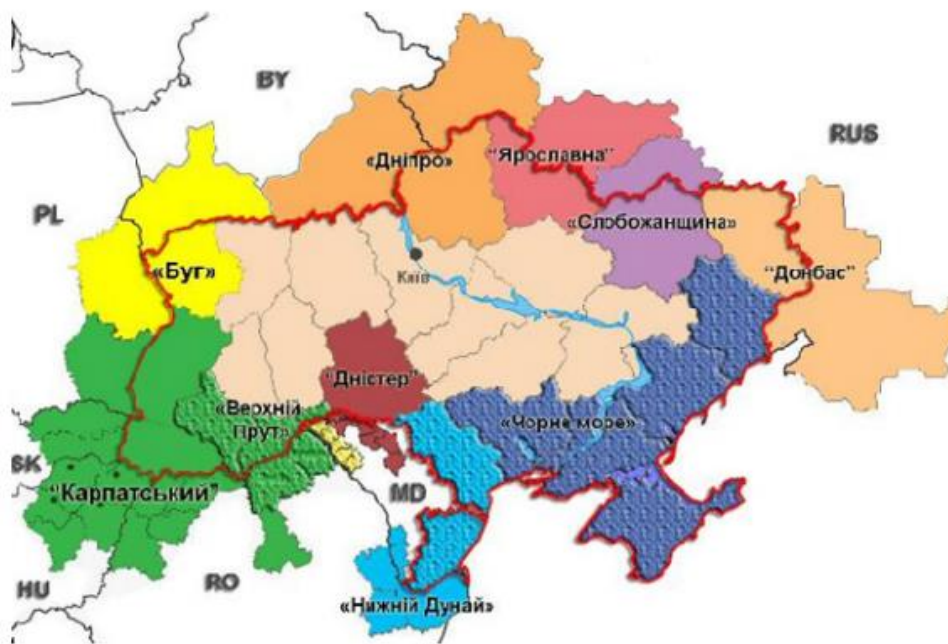 BY
RUS
«Дніпро»
"Ярославна"
PL
«Слобожанщина»
«Буг»
Київ
"Донбас"
"Дністер"
«Верхній
Прут»
«Чорне море»
SK
"Карпатський"
MD
HU
RO
«Нижній Дунай»